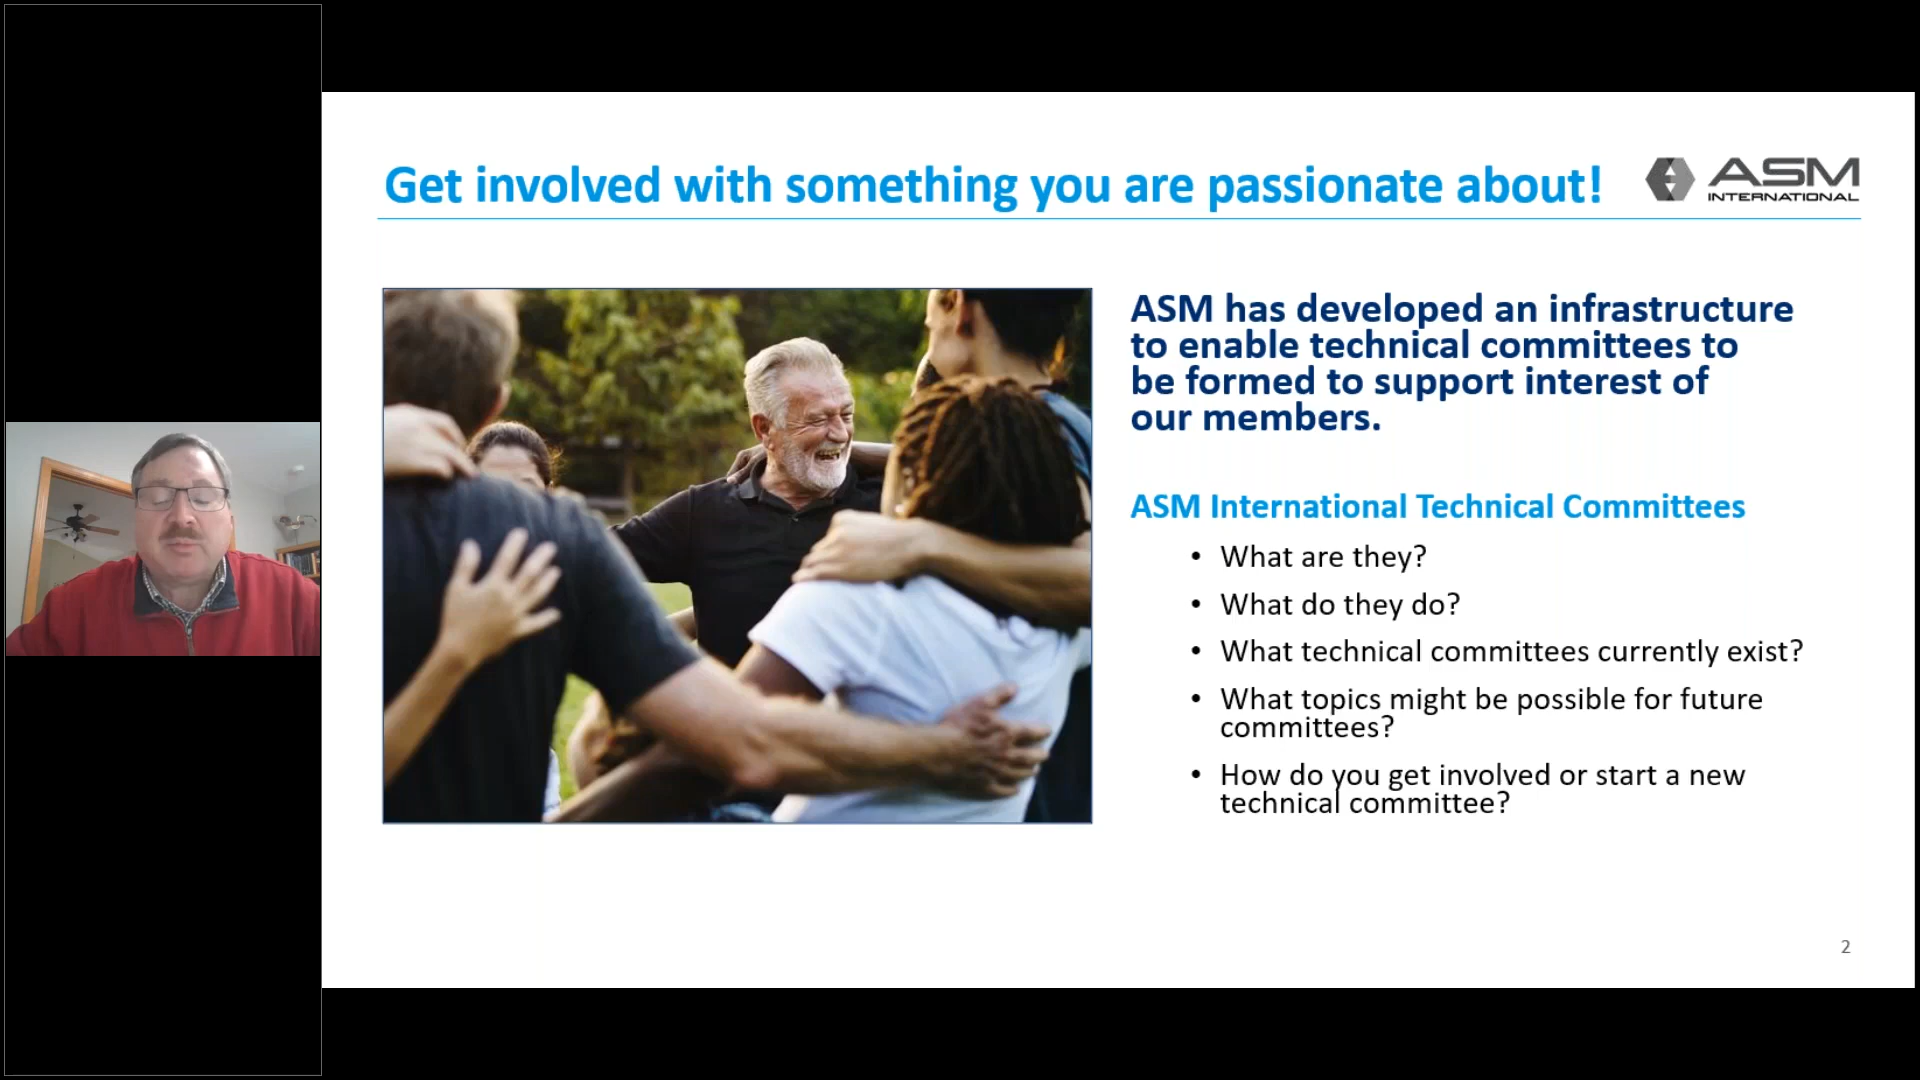 Get involved with something you are passionate about!
ASM
INTERNATIONAL
ASM has developed an infrastructure
to enable technical committees to
be formed to support interest of
our members.
ASM International Technical Committees
• What are they?
• What do they do?
• What technical committees currently exist?
• What topics might be possible for future
committees?
• How do you get involved or start a new
technical committee?
2